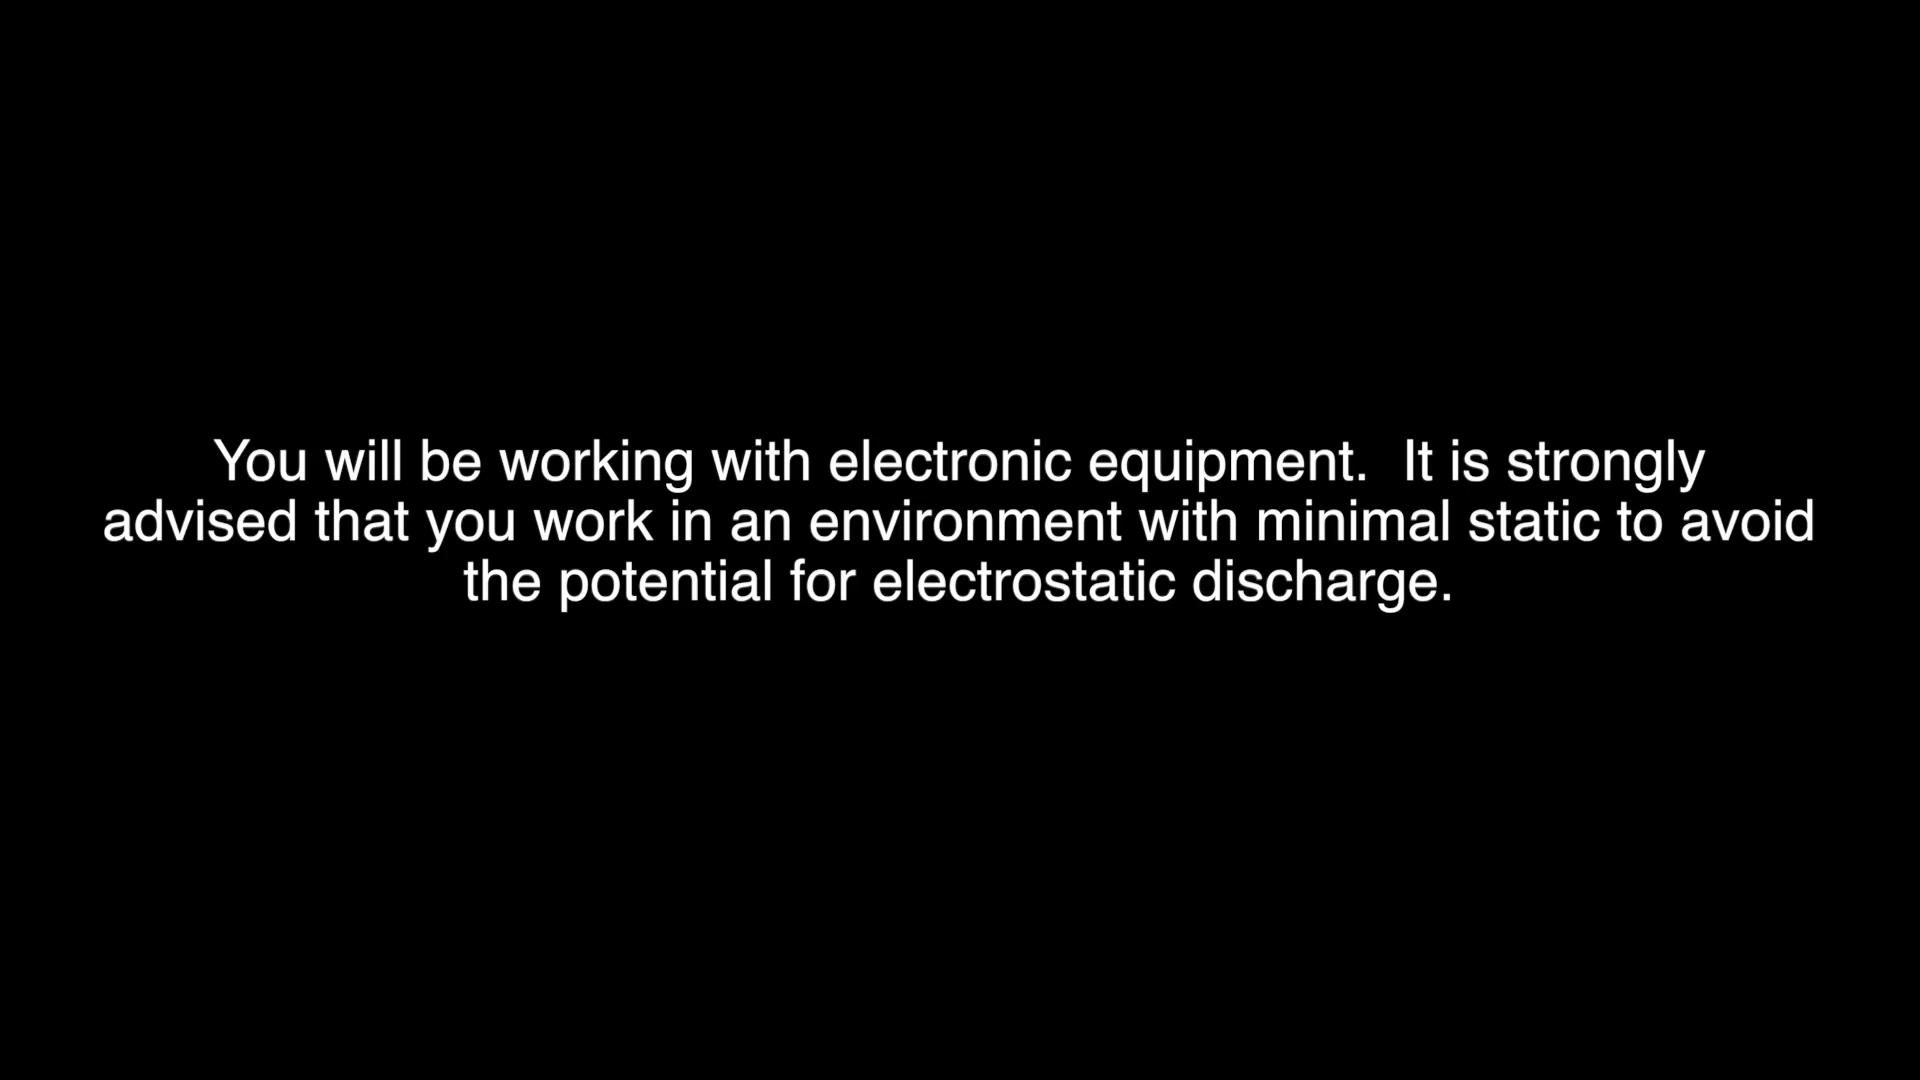 You will be working with electronic equipment.  It is strongly
advised that you work in an environment with minimal static to avoid
the potential for electrostatic discharge.